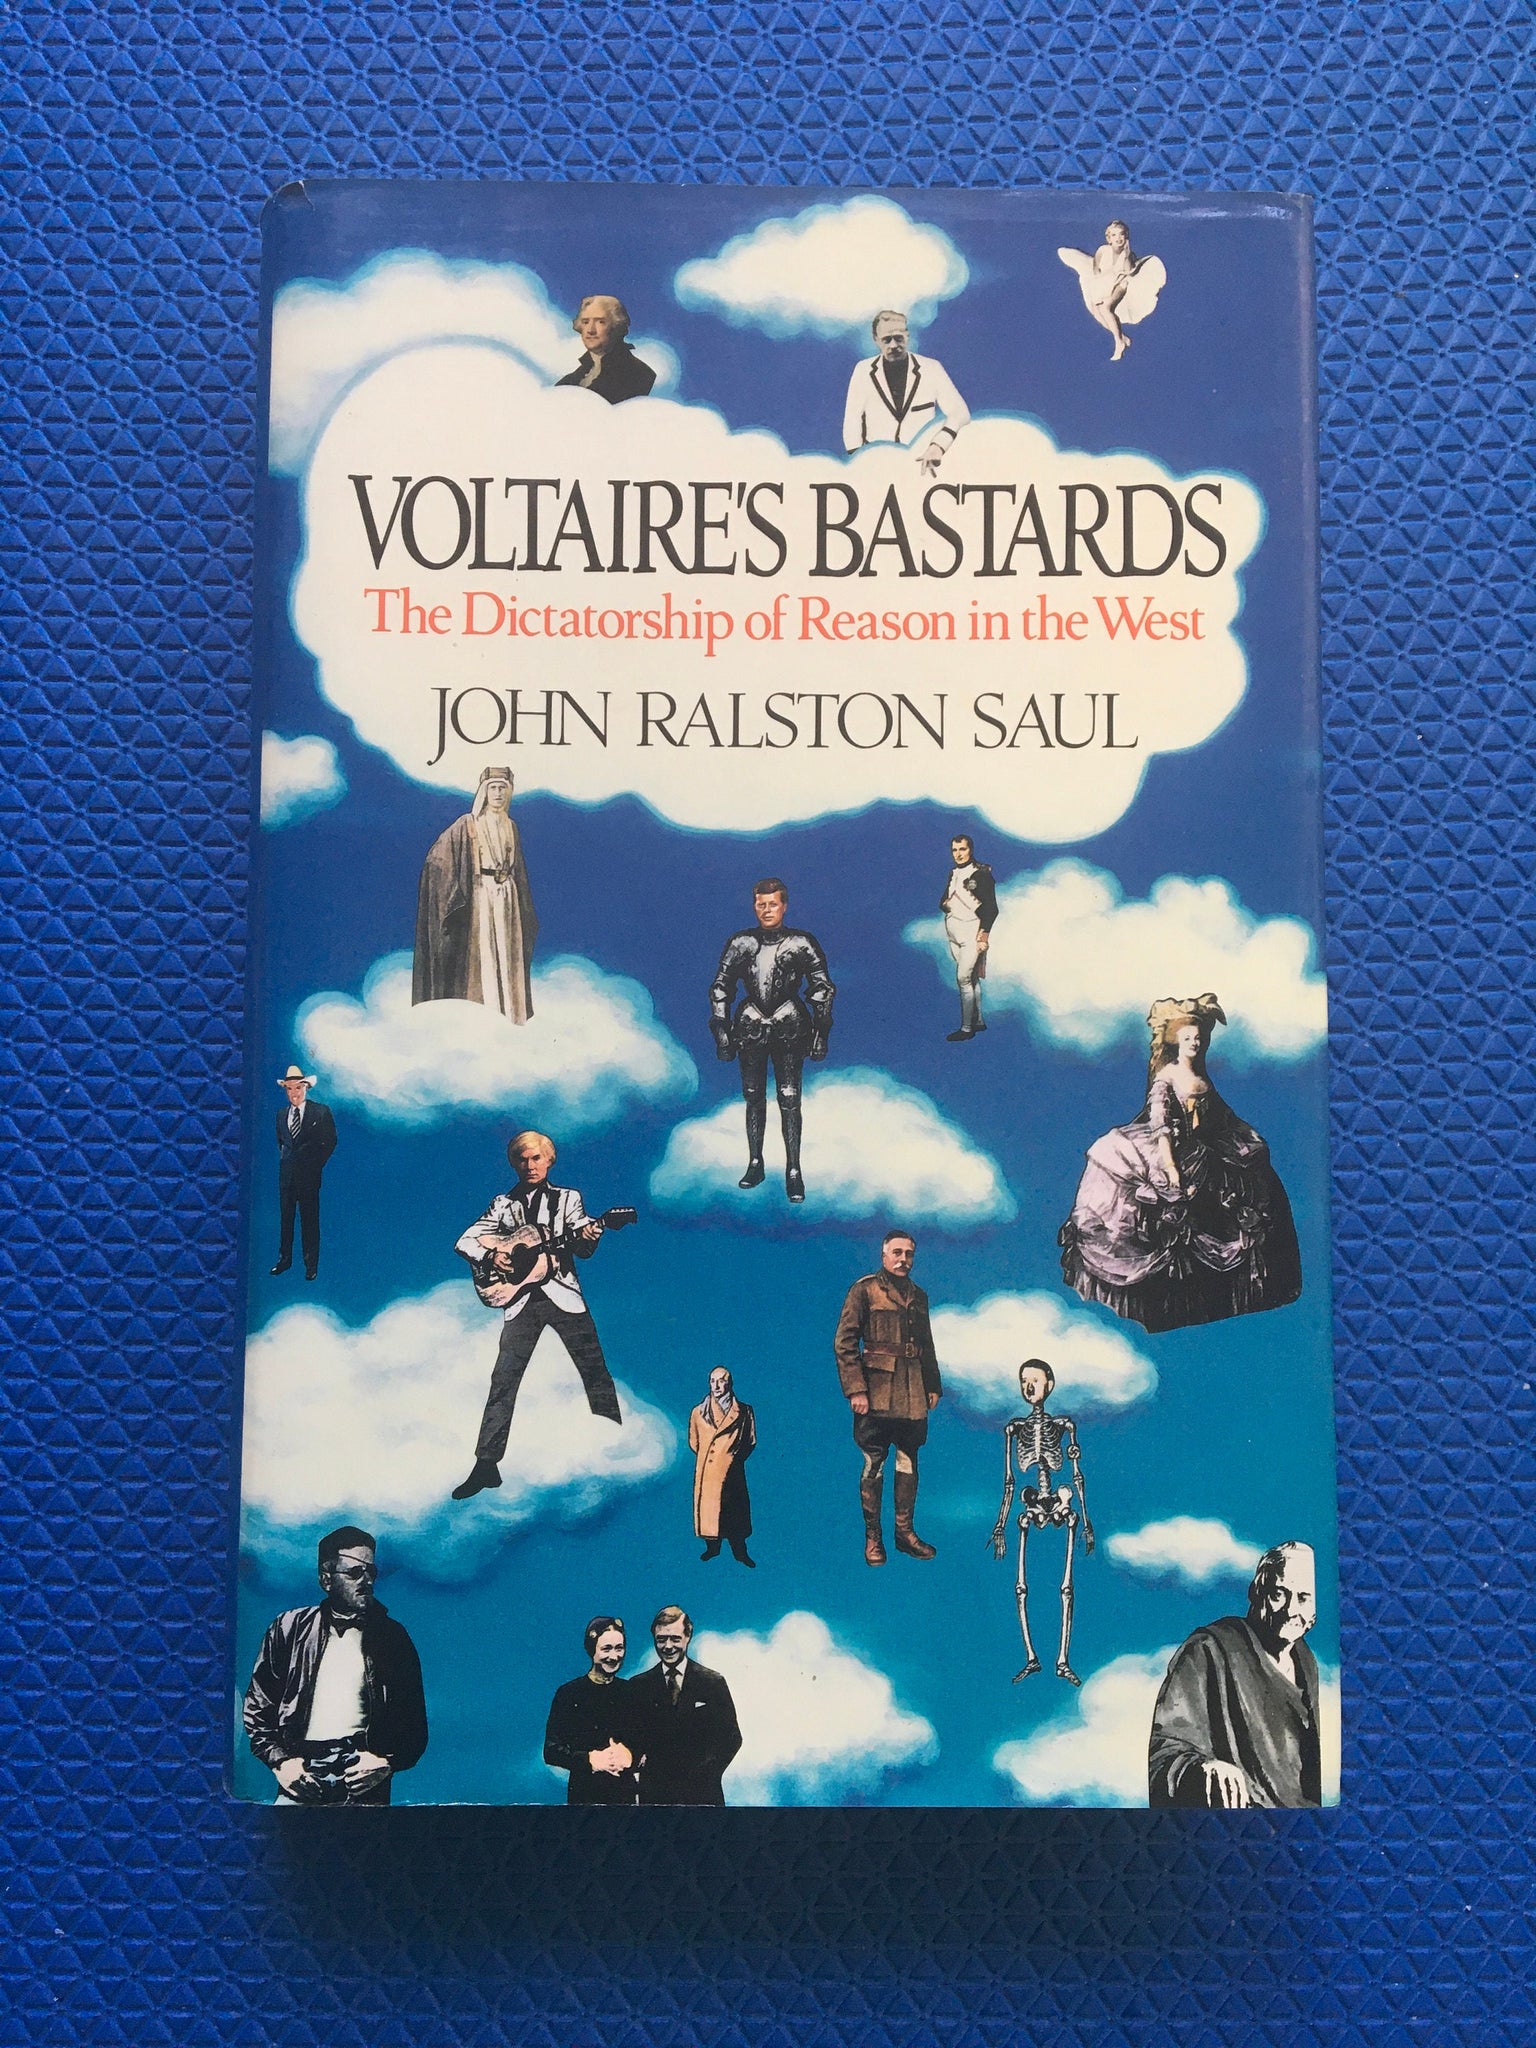 VOLTAIRE'S BASTARDS
The Dictatorship of Reason in the West
JOHN RALSTON SAUL